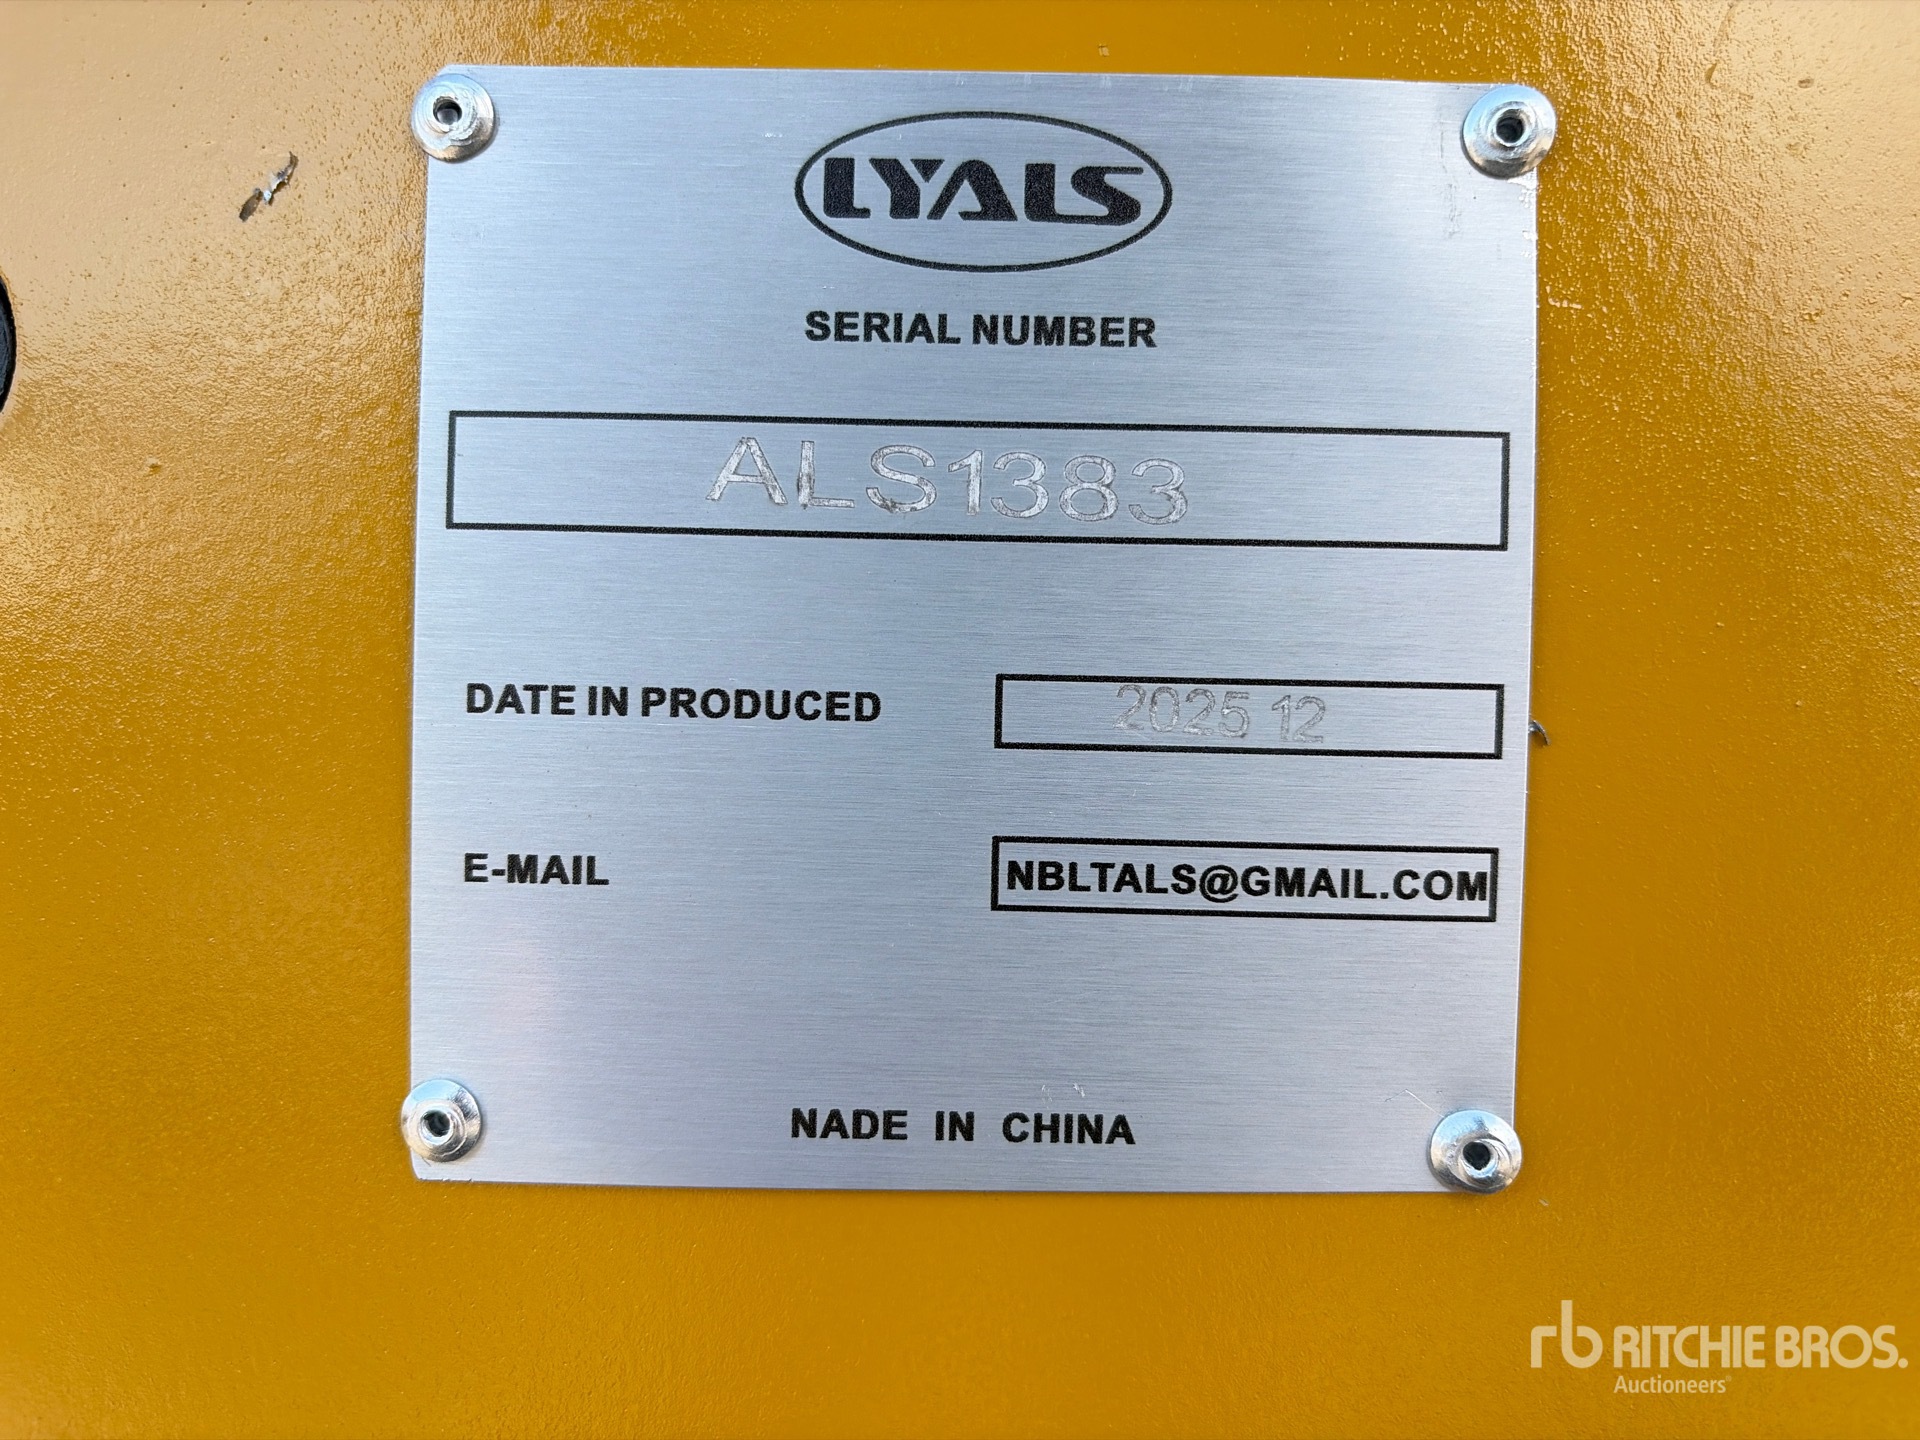 LYALS
SERIAL NUMBER
ALS1383
DATE IN PRODUCED 2025 12
E-MAIL NBLTALS@GMAIL.COM
NADE IN CHINA
rb RITCHIE BROS.
Auctioneers